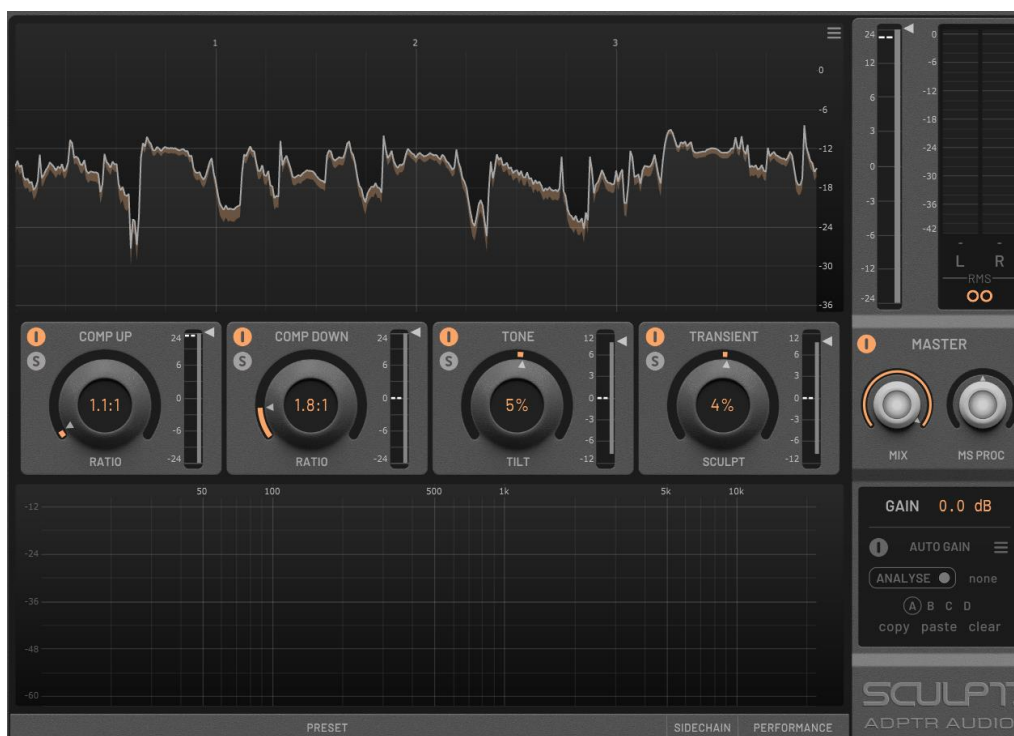 1 2 3
0
-6
-12
-18
-24
-30
-36
24
12
6
3
0
-3
-6
-12
-24
0
-6
-12
-18
-24
-30
-36
-42
- -
L R
RMS
COMP UP
S
1.1:1
RATIO
24
6
0
-6
-24
COMP DOWN
S
1.8:1
RATIO
24
6
0
-6
-24
TONE
S
5%
TILT
12
6
3
0
-3
-6
-12
TRANSIENT
S
4%
SCULPT
12
6
3
0
-3
-6
-12
MASTER
MIX MS PROC
50 100 500 1k 5k 10k
-12
-24
-36
-48
-60
GAIN 0.0 dB
AUTO GAIN
ANALYSE none
A B C D
copy paste clear
SCULPT
ADPTR AUDIO
PRESET SIDECHAIN PERFORMANCE